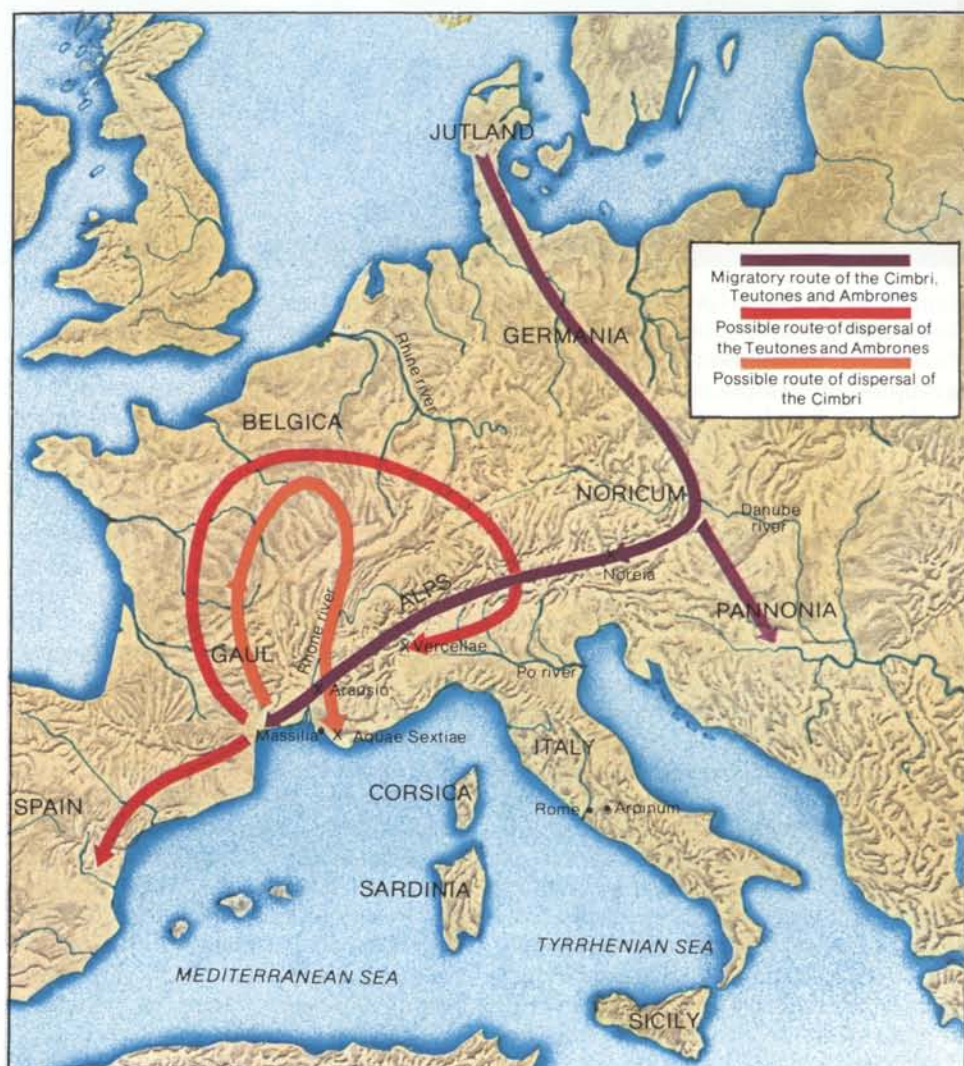 JUTLAND
Migratory route of the Cimbri,
Teutones and Ambrones
Possible route of dispersal of
the Teutones and Ambrones
Possible route of dispersal of
the Cimbri
GERMANIA
Rhine river
BELGICA
NORICUM
Danube
river
Noreia
ALPS
PANNONIA
Rhone river
X Vercellae
GAUL
Po river
X Arausio
Massilia X Aquae Sextiae
ITALY
CORSICA
SPAIN
Rome Arpinum
SARDINIA
TYRRHENIAN SEA
MEDITERRANEAN SEA
SICILY